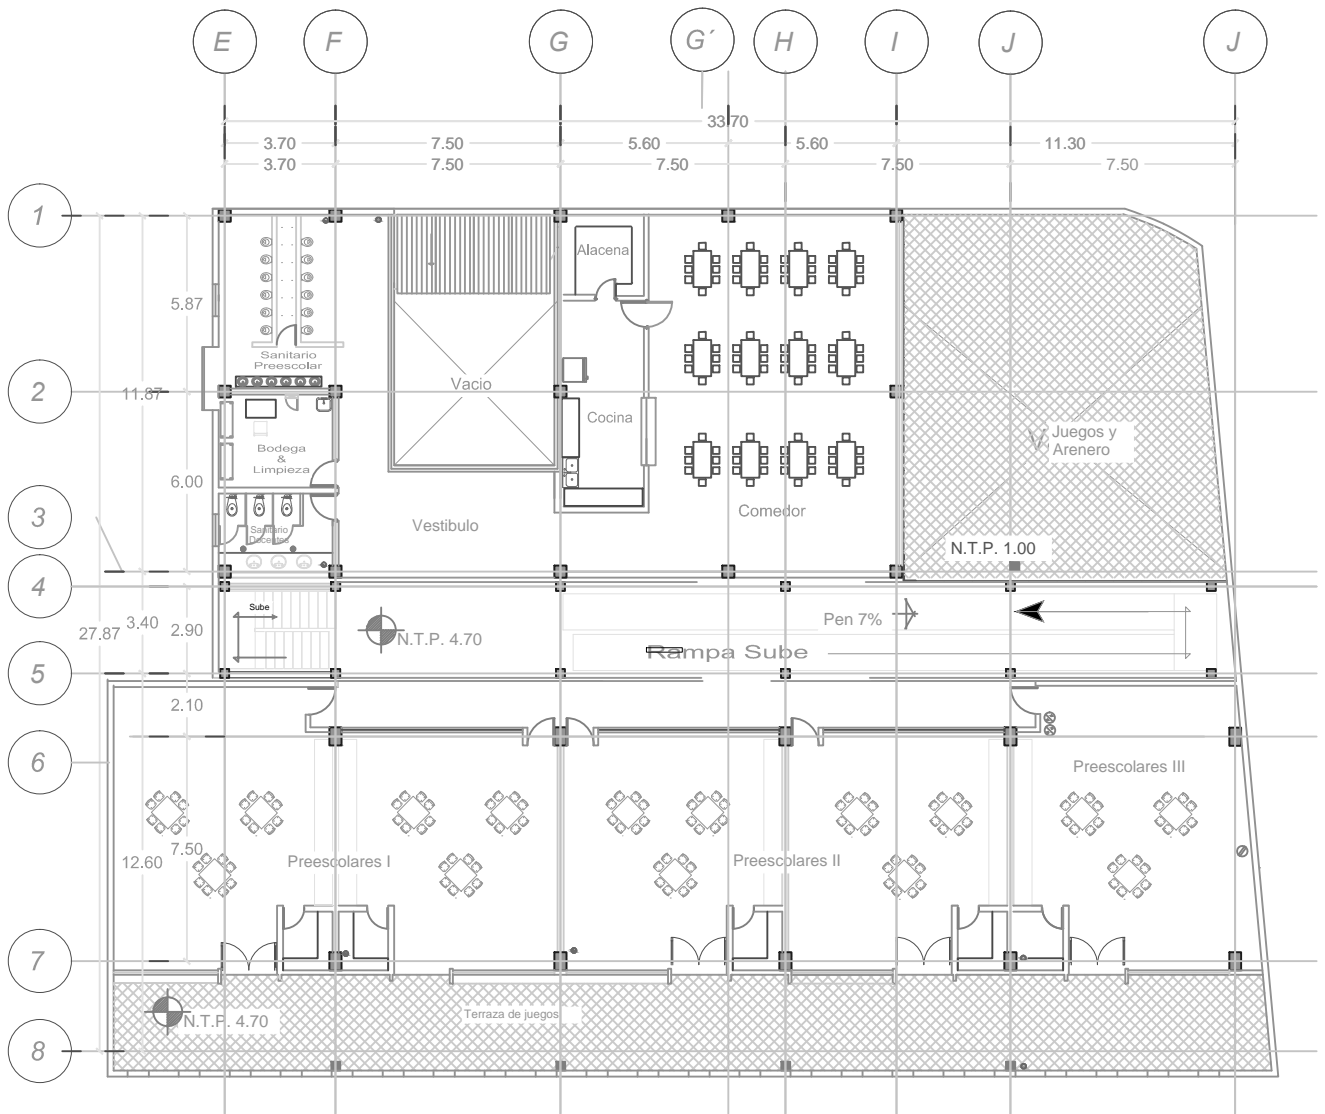 E F G G´ H I J J
33.70
3.70 7.50 5.60 5.60 11.30
3.70 7.50 7.50 7.50 7.50
1
Alacena
5.87
Sanitario
Preescolar
2
11.87
Vacio
Cocina
Juegos y
Arenero
Bodega
&
Limpieza
6.00
3
Vestibulo
Comedor
Sanitario
Docentes
N.T.P. 1.00
4
Sube
27.87
3.40
2.90
N.T.P. 4.70
Pen 7%
Rampa Sube
5
2.10
6
Preescolares III
7.50
12.60
Preescolares I
Preescolares II
7
N.T.P. 4.70
Terraza de juegos
8